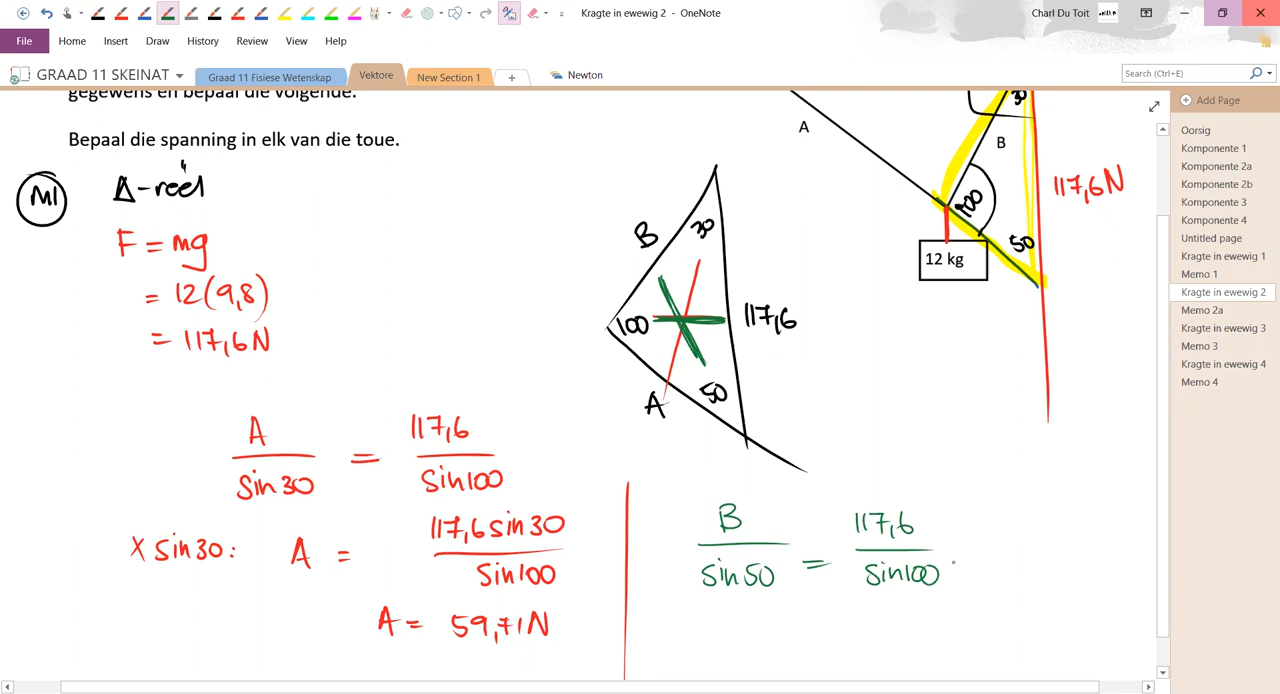 Kragte in ewewig 2 - OneNote
Charl Du Toit
File Home Insert Draw History Review View Help
GRAAD 11 SKEINAT
Graad 11 Fisiese Wetenskap
Vektore
New Section 1
Newton
Search (Ctrl+E)
Add Page
Oorsig
Komponente 1
Komponente 2a
Komponente 2b
Komponente 3
Komponente 4
Untitled page
Kragte in ewewig 1
Memo 1
Kragte in ewewig 2
Memo 2a
Kragte in ewewig 3
Memo 3
Kragte in ewewig 4
Memo 4
gegewens en bepaal die volgende.
Bepaal die spanning in elk van die toue.
M1
Δ-reël
F = mg
= 12(9,8)
= 117,6N
B
30
100
117,6
50
A
A
30
B
100
50
117,6N
12 kg
A / sin30 = 117,6 / sin100
× sin30: A = 117,6sin30 / sin100
A = 59,71N
B / sin50 = 117,6 / sin100